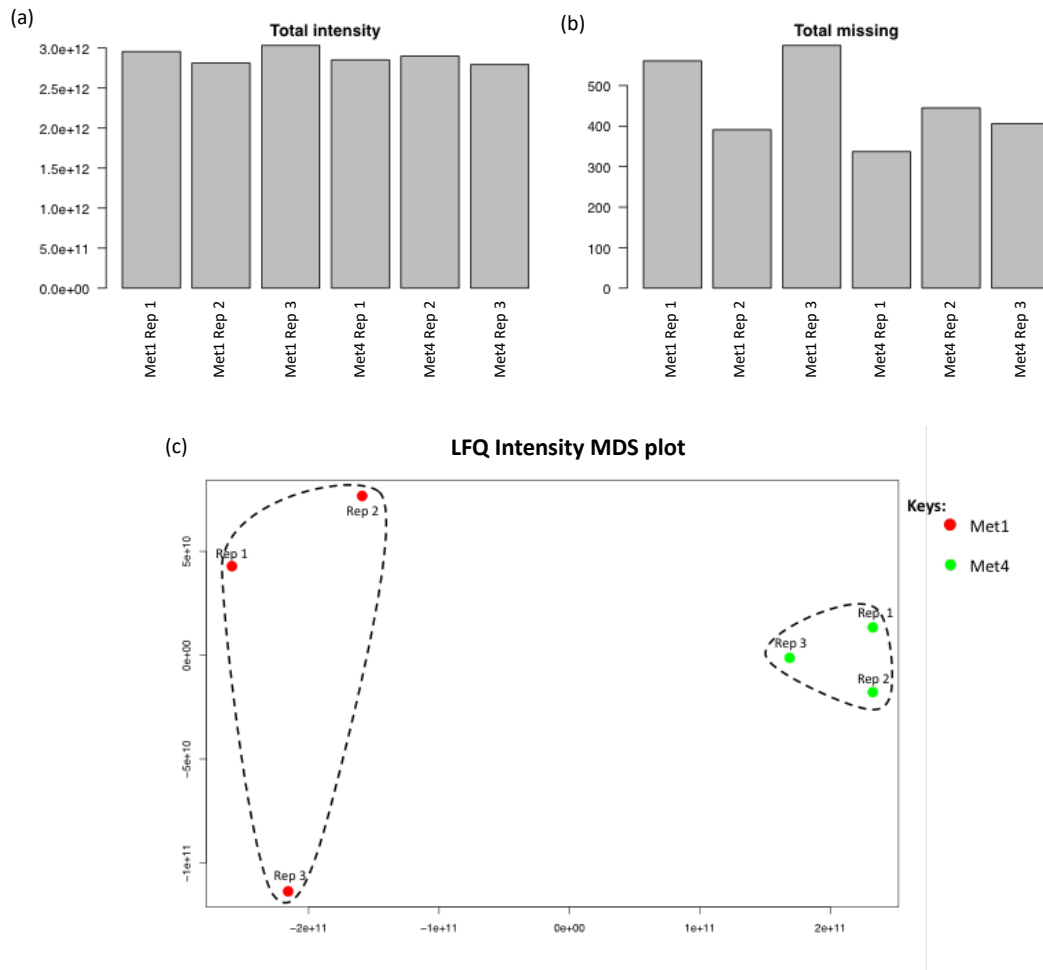 (a)
Total intensity
3.0e+12
2.5e+12
2.0e+12
1.5e+12
1.0e+12
5.0e+11
0.0e+00
Met1 Rep 1
Met1 Rep 2
Met1 Rep 3
Met4 Rep 1
Met4 Rep 2
Met4 Rep 3
(b)
Total missing
500
400
300
200
100
0
Met1 Rep 1
Met1 Rep 2
Met1 Rep 3
Met4 Rep 1
Met4 Rep 2
Met4 Rep 3
(c)
LFQ Intensity MDS plot
5e+10
0e+00
−5e+10
−1e+11
Rep 2
Rep 1
Rep 3
Rep 1
Rep 3
Rep 2
−2e+11
−1e+11
0e+00
1e+11
2e+11
Keys:
Met1
Met4